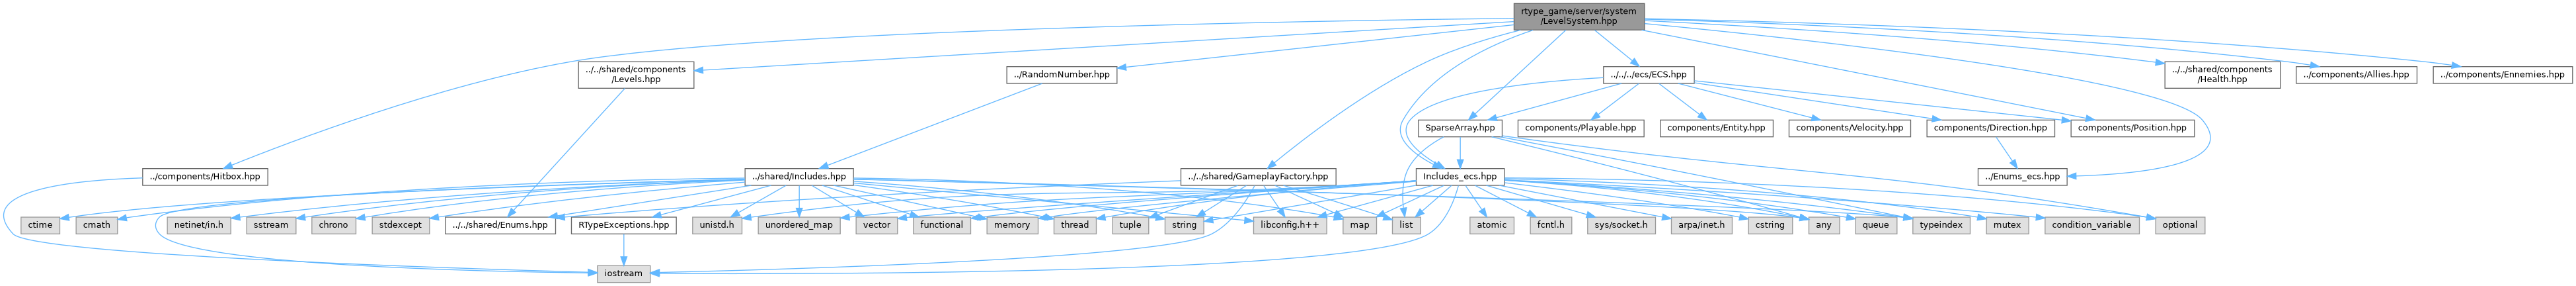 rtype_game/server/system
/LevelSystem.hpp
../../shared/components
/Levels.hpp
../RandomNumber.hpp
../../../ecs/ECS.hpp
../../shared/components
/Health.hpp
../components/Allies.hpp
../components/Ennemies.hpp
SparseArray.hpp
components/Playable.hpp
components/Entity.hpp
components/Velocity.hpp
components/Direction.hpp
components/Position.hpp
../components/Hitbox.hpp
../shared/Includes.hpp
../../shared/GameplayFactory.hpp
Includes_ecs.hpp
../Enums_ecs.hpp
ctime
cmath
netinet/in.h
sstream
chrono
stdexcept
../../shared/Enums.hpp
RTypeExceptions.hpp
unistd.h
unordered_map
vector
functional
memory
thread
tuple
string
libconfig.h++
map
list
atomic
fcntl.h
sys/socket.h
arpa/inet.h
cstring
any
queue
typeindex
mutex
condition_variable
optional
iostream